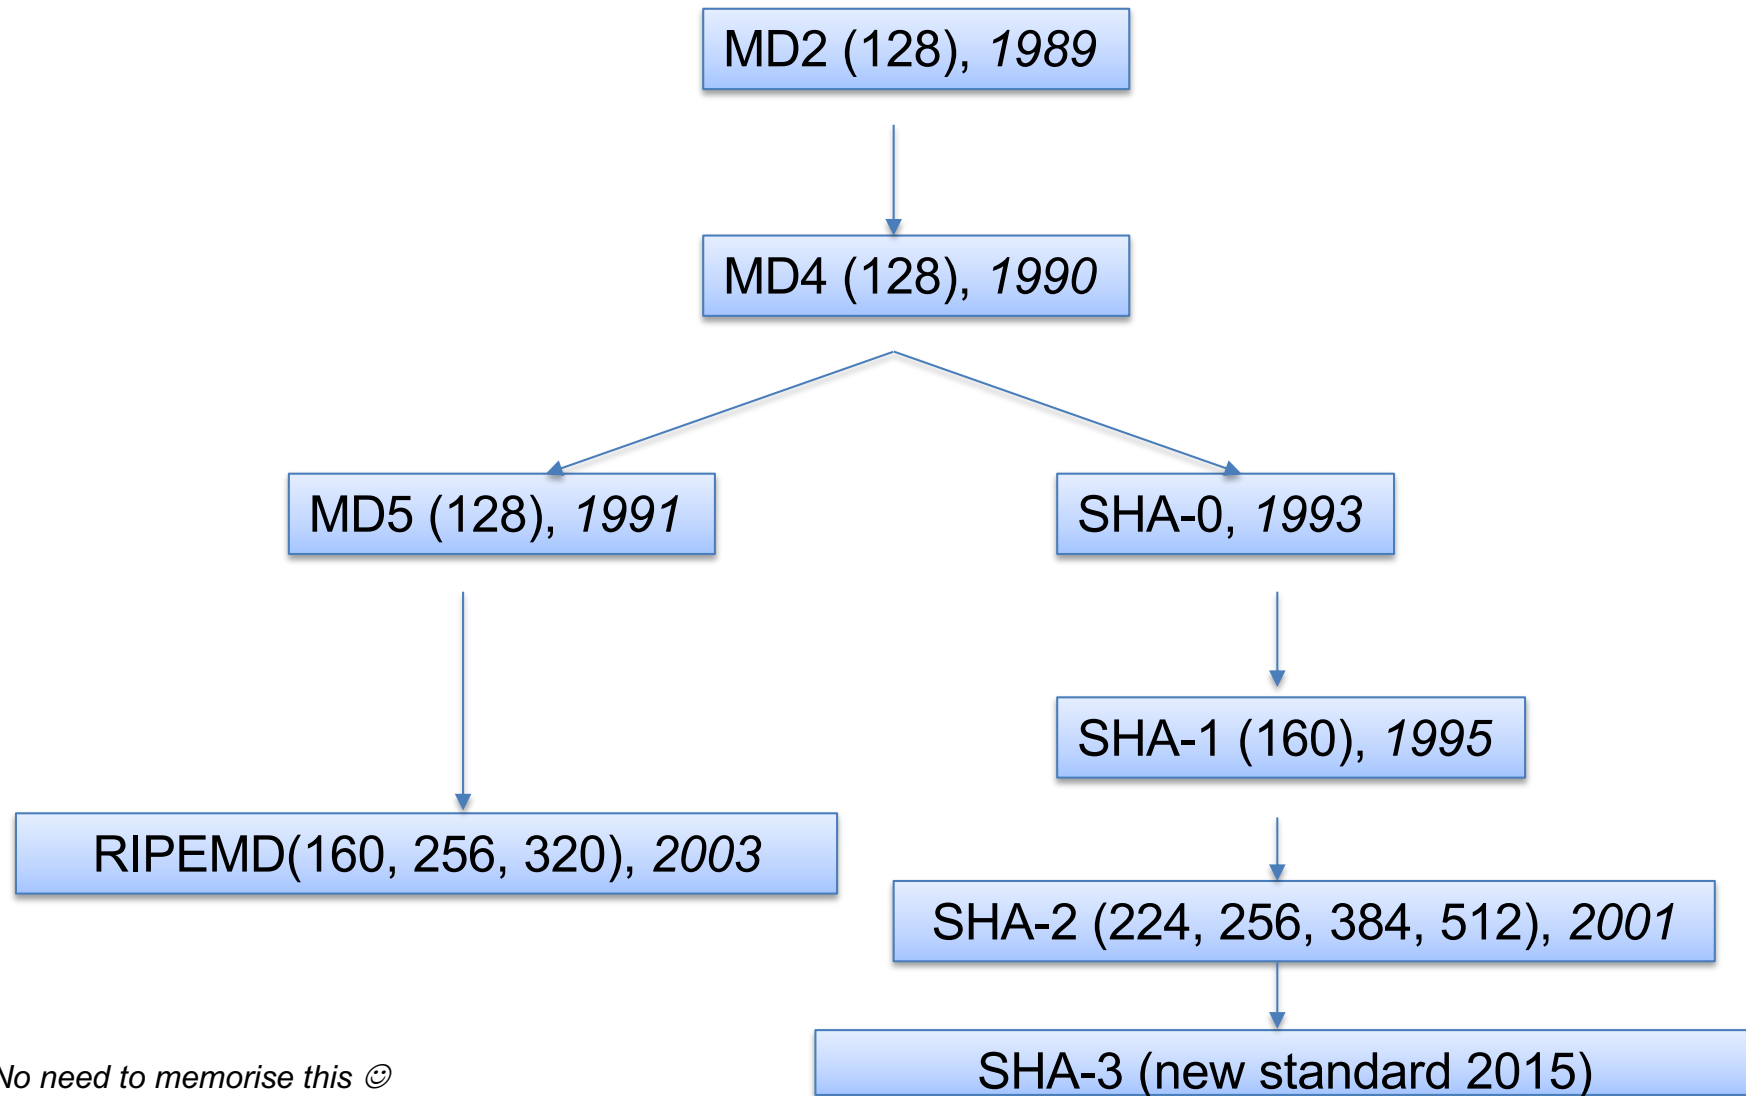 MD2 (128), 1989
MD4 (128), 1990
MD5 (128), 1991
SHA-0, 1993
SHA-1 (160), 1995
RIPEMD(160, 256, 320), 2003
SHA-2 (224, 256, 384, 512), 2001
SHA-3 (new standard 2015)
No need to memorise this ☺